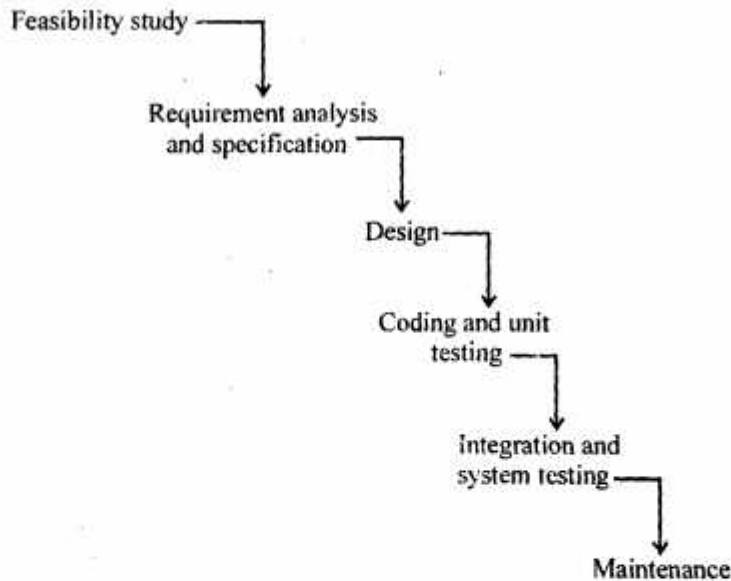 Feasibility study
Requirement analysis
and specification
Design
Coding and unit
testing
Integration and
system testing
Maintenance